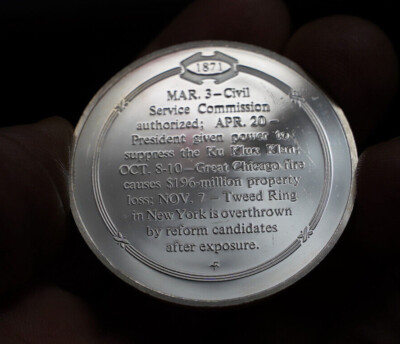 1871
MAR. 3–Civil
Service Commission
authorized; APR. 20–
President given power to
suppress the Ku Klux Klan;
OCT. 8-10–Great Chicago fire
causes $196-million property
loss; NOV. 7 – Tweed Ring
in New York is overthrown
by reform candidates
after exposure.